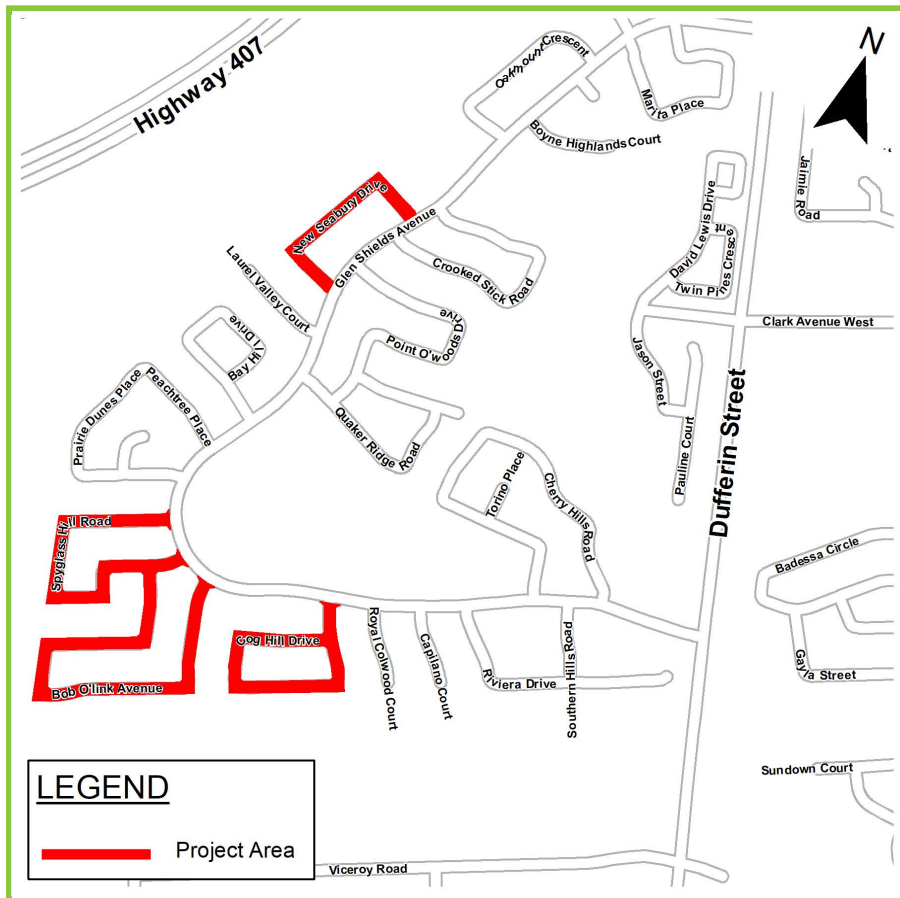 Highway 407
Oakmount Crescent
N
Marita Place
Boyne Highlands Court
Jaimie Road
New Seabury Drive
Glen Shields Avenue
David Lewis Drive
Laurel Valley Court
Crooked Stick Road
Twin Pines Crescent
Clark Avenue West
Bay Hill Drive
Point O'woods Drive
Jason Street
Prairie Dunes Place
Peachtree Place
Quaker Ridge Road
Pauline Court
Dufferin Street
Torino Place
Cherry Hills Road
Spyglass Hill Road
Badessa Circle
Cog Hill Drive
Royal Colwood Court
Capilano Court
Riviera Drive
Southern Hills Road
Gayla Street
Bob O'link Avenue
Sundown Court
LEGEND
Project Area
Viceroy Road